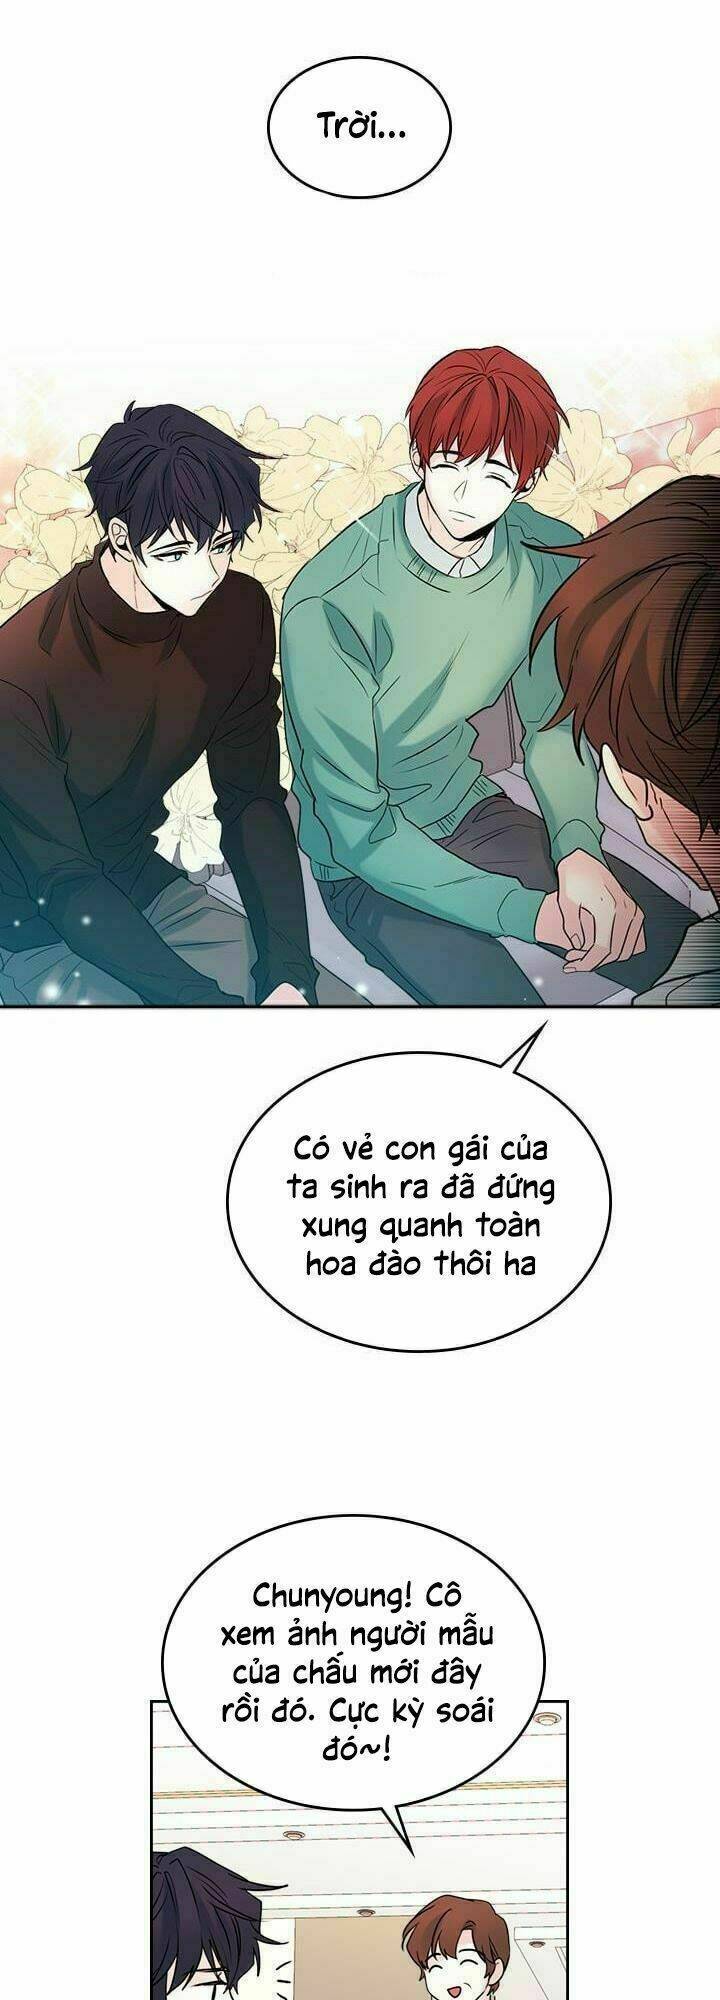 Trời...
Có vẻ con gái của
ta sinh ra đã đứng
xung quanh toàn
hoa đào thôi ha
Chunyoung! Cô
xem ảnh người mẫu
của chấu mới đây
rồi đó. Cực kỳ soái
đó~!